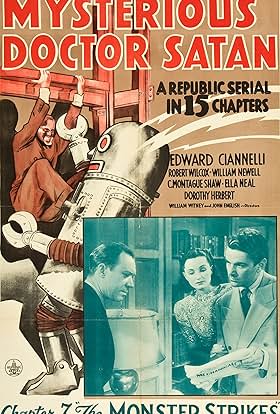 MYSTERIOUS
DOCTOR SATAN
A REPUBLIC SERIAL
IN 15 CHAPTERS
EDWARD CIANNELLI
ROBERT WILCOX · WILLIAM NEWELL
C. MONTAGUE SHAW · ELLA NEAL
DOROTHY HERBERT
WILLIAM WITNEY AND JOHN ENGLISH - Directors
Chapter 7 "The MONSTER STRIKES"